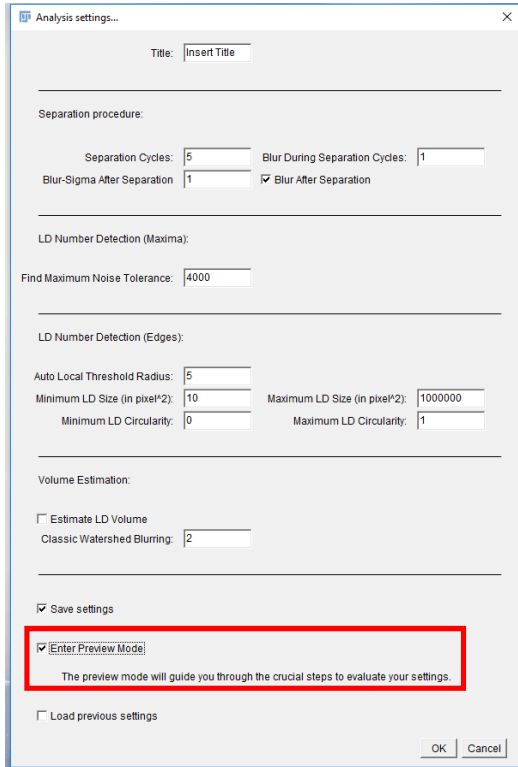 Analysis settings...
Title: Insert Title
Separation procedure:
Separation Cycles: 5 Blur During Separation Cycles: 1
Blur-Sigma After Separation 1 Blur After Separation
LD Number Detection (Maxima):
Find Maximum Noise Tolerance: 4000
LD Number Detection (Edges):
Auto Local Threshold Radius: 5
Minimum LD Size (in pixel^2): 10 Maximum LD Size (in pixel^2): 1000000
Minimum LD Circularity: 0 Maximum LD Circularity: 1
Volume Estimation:
Estimate LD Volume
Classic Watershed Blurring: 2
Save settings
Enter Preview Mode
The preview mode will guide you through the crucial steps to evaluate your settings.
Load previous settings
OK Cancel